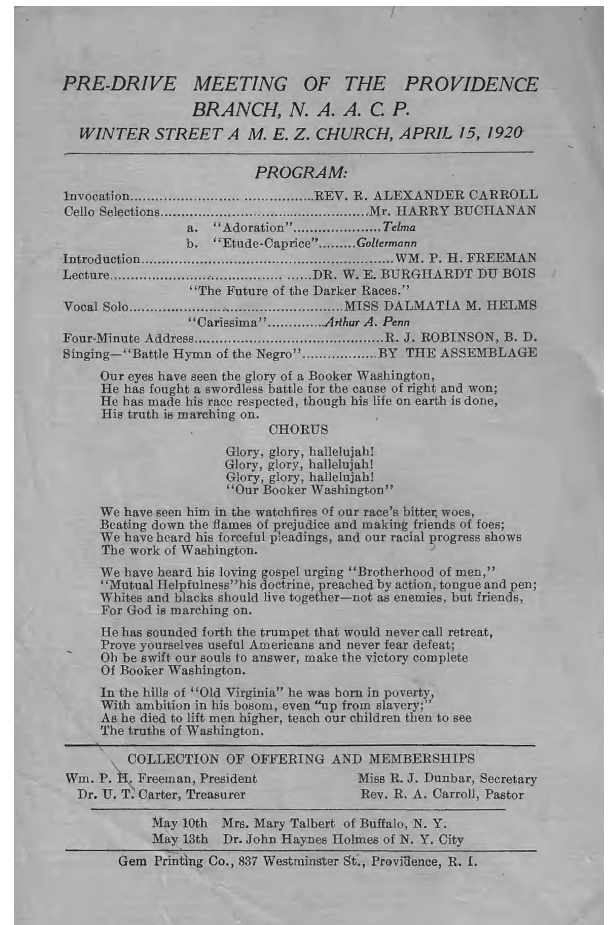 PRE-DRIVE MEETING OF THE PROVIDENCE
BRANCH, N. A. A. C. P.
WINTER STREET A M. E. Z. CHURCH, APRIL 15, 1920
PROGRAM:
Invocation..........................................REV. R. ALEXANDER CARROLL
Cello Selections..........................................Mr. HARRY BUCHANAN
a. "Adoration"......................Telma
b. "Etude-Caprice".........Goltermann
Introduction..........................................WM. P. H. FREEMAN
Lecture..........................................DR. W. E. BURGHARDT DU BOIS
"The Future of the Darker Races."
Vocal Solo..........................................MISS DALMATIA M. HELMS
"Carissima".............Arthur A. Penn
Four-Minute Address..........................................R. J. ROBINSON, B. D.
Singing—"Battle Hymn of the Negro".................BY THE ASSEMBLAGE
Our eyes have seen the glory of a Booker Washington,
He has fought a swordless battle for the cause of right and won;
He has made his race respected, though his life on earth is done,
His truth is marching on.
CHORUS
Glory, glory, hallelujah!
Glory, glory, hallelujah!
Glory, glory, hallelujah!
"Our Booker Washington"
We have seen him in the watchfires of our race's bitter woes,
Beating down the flames of prejudice and making friends of foes;
We have heard his forceful pleadings, and our racial progress shows
The work of Washington.
We have heard his loving gospel urging "Brotherhood of men,"
"Mutual Helpfulness"his doctrine, preached by action, tongue and pen;
Whites and blacks should live together—not as enemies, but friends,
For God is marching on.
He has sounded forth the trumpet that would never call retreat,
Prove yourselves useful Americans and never fear defeat;
Oh be swift our souls to answer, make the victory complete
Of Booker Washington.
In the hills of "Old Virginia" he was born in poverty,
With ambition in his bosom, even "up from slavery;"
As he died to lift men higher, teach our children then to see
The truths of Washington.
COLLECTION OF OFFERING AND MEMBERSHIPS
Wm. P. H. Freeman, President Miss R. J. Dunbar, Secretary
Dr. U. T. Carter, Treasurer Rev. R. A. Carroll, Pastor
May 10th Mrs. Mary Talbert of Buffalo, N. Y.
May 13th Dr. John Haynes Holmes of N. Y. City
Gem Printing Co., 837 Westminster St., Providence, R. I.